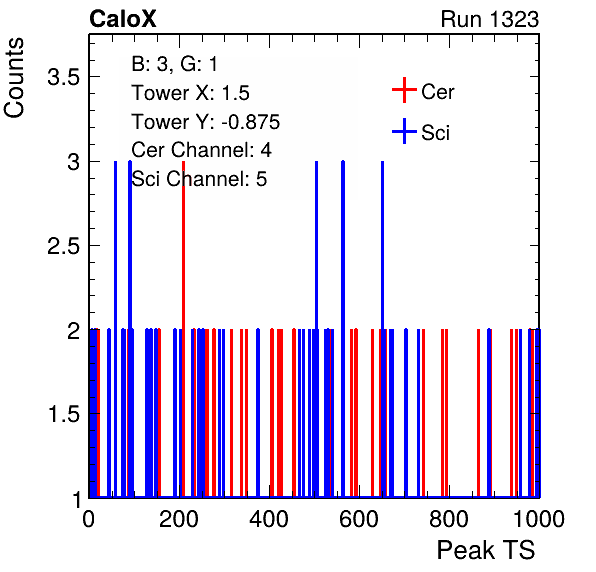 CaloX Run 1323
Counts
B: 3, G: 1
Tower X: 1.5
Tower Y: -0.875
Cer Channel: 4
Sci Channel: 5
Cer
Sci
3.5
3
2.5
2
1.5
1
0 200 400 600 800 1000
Peak TS